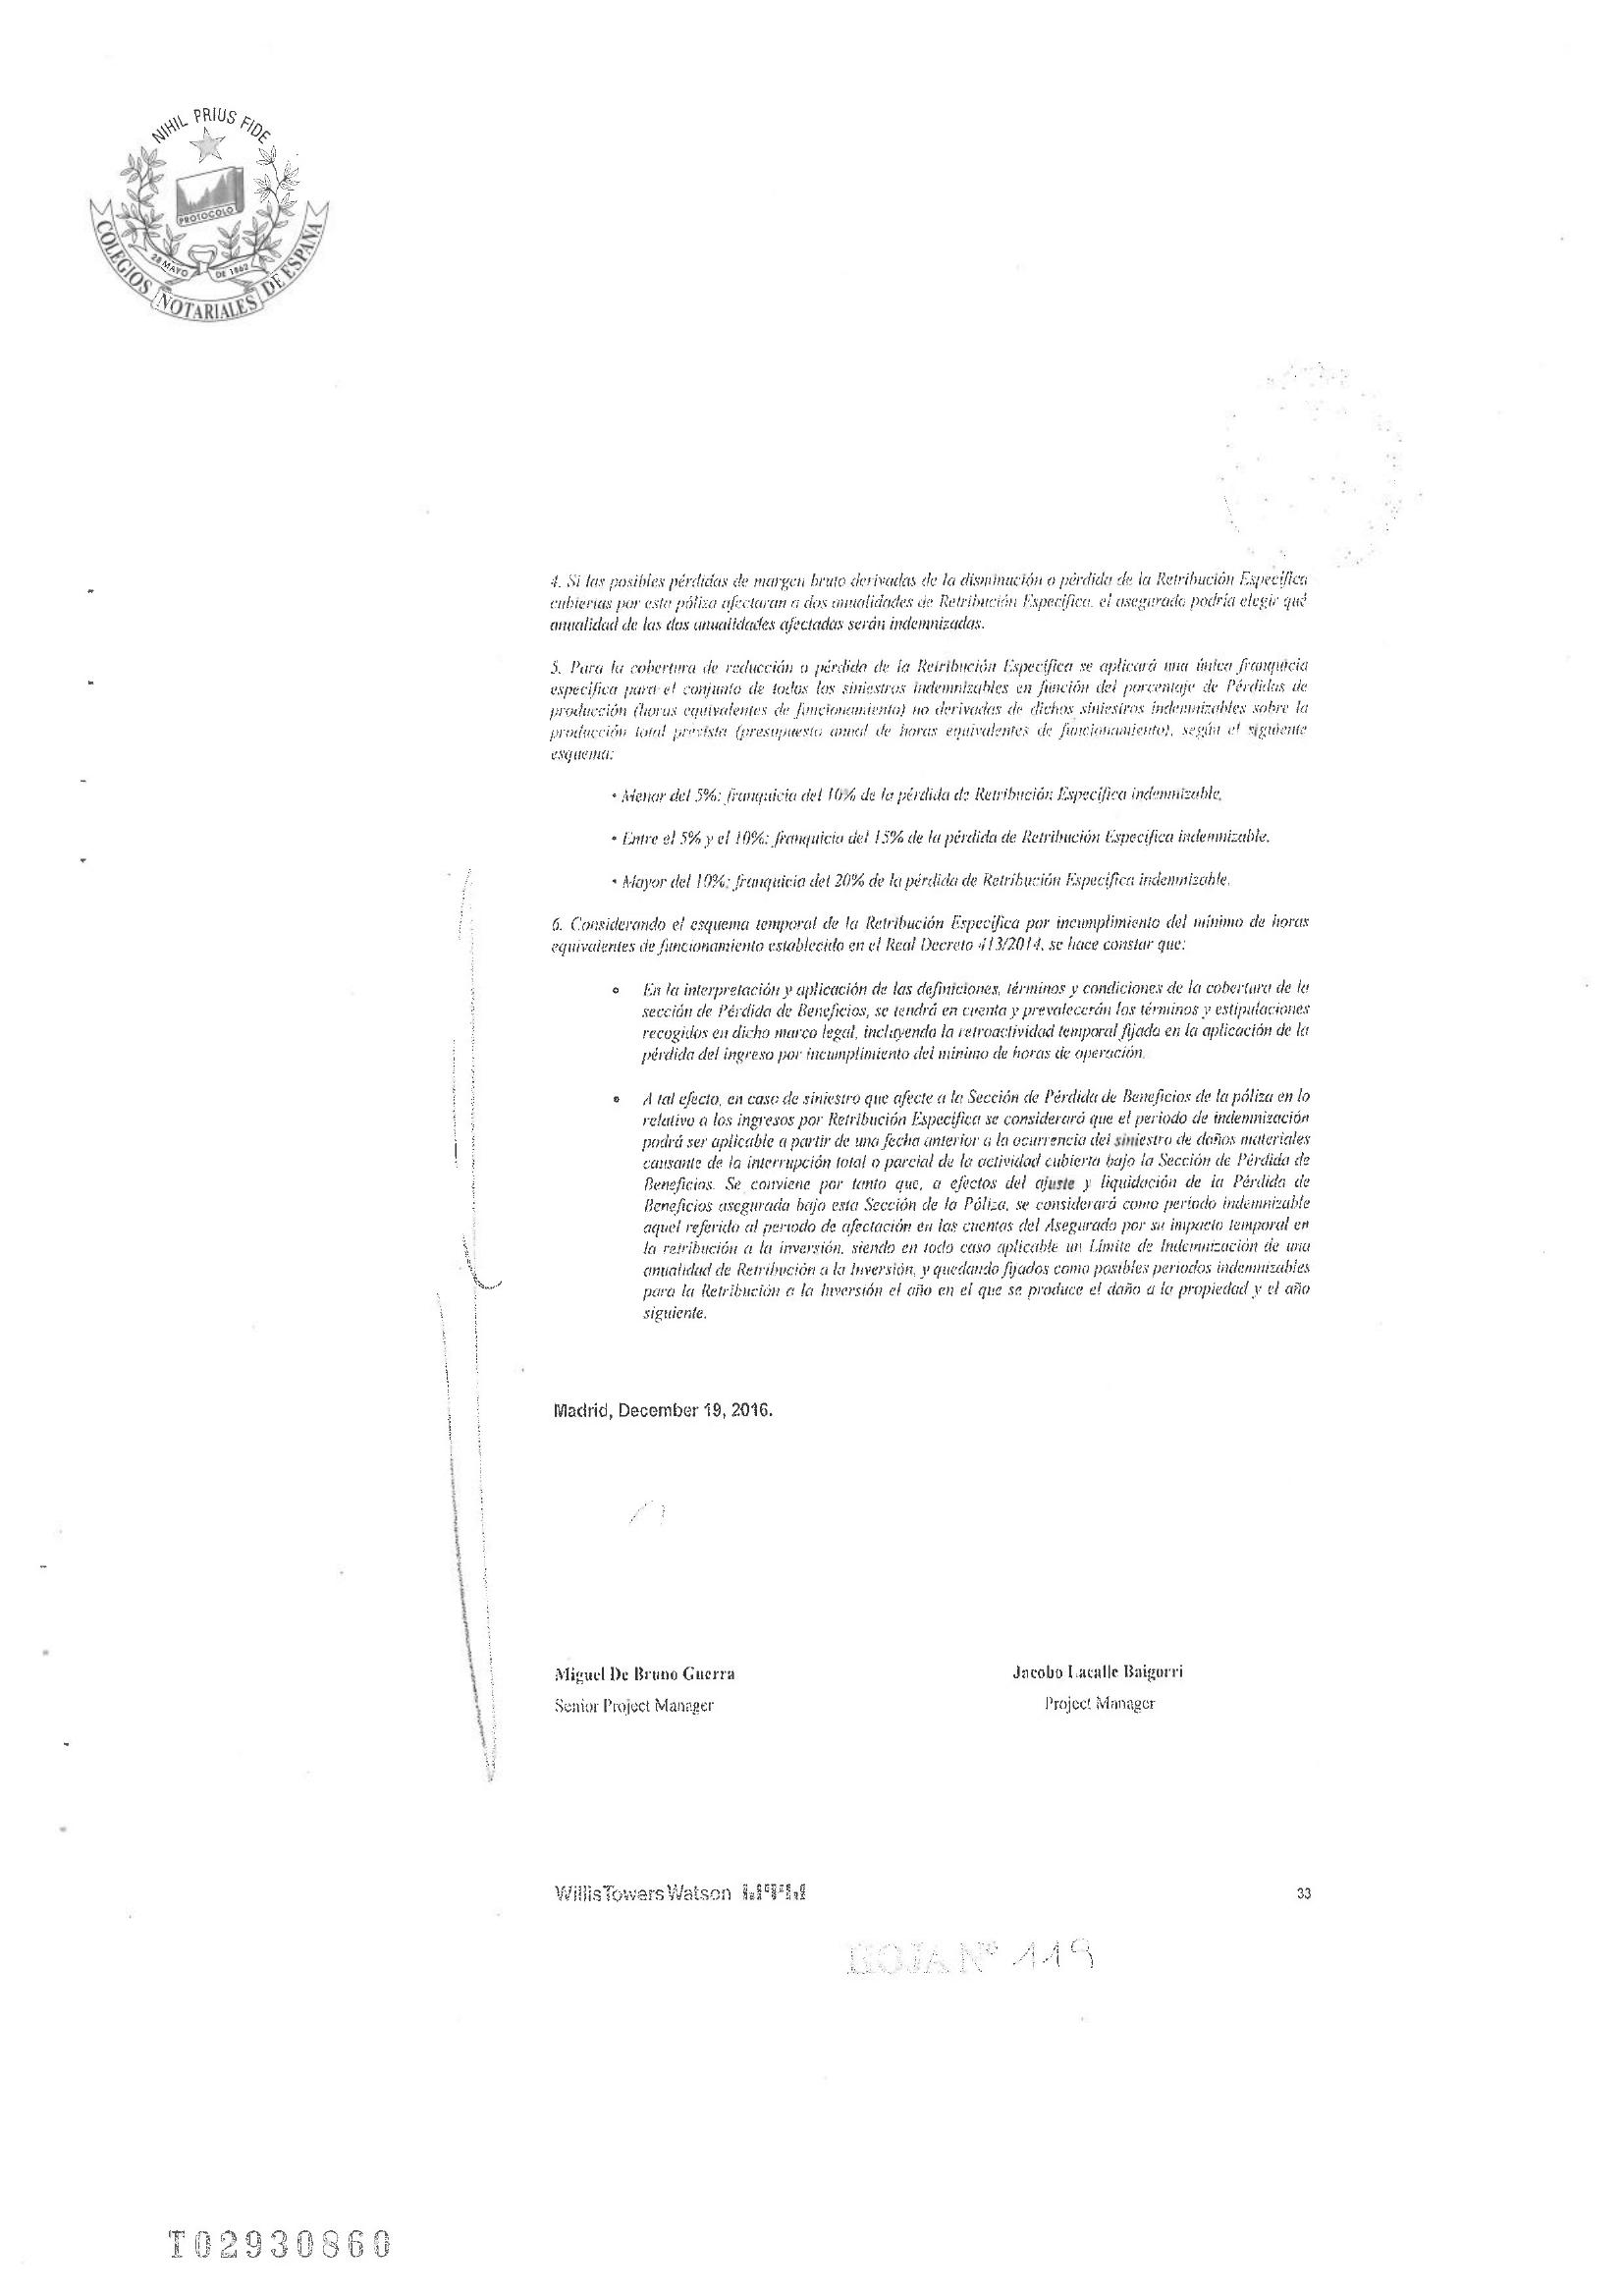 NIHIL PRIUS FIDE
PROTOCOLO
28 MAYO DE 1862
COLEGIOS NOTARIALES DE ESPAÑA
4. Si las posibles pérdidas de margen bruto derivadas de la disminución o pérdida de la Retribución Específica
cubiertas por esta póliza afectaran a dos anualidades de Retribución Específica, el asegurado podría elegir qué
anualidad de las dos anualidades afectadas serán indemnizadas.
5. Para la cobertura de reducción o pérdida de la Retribución Específica se aplicará una única franquicia
específica para el conjunto de todos los siniestros indemnizables en función del porcentaje de Pérdidas de
producción (horas equivalentes de funcionamiento) no derivadas de dichos siniestros indemnizables sobre la
producción total prevista (presupuesto anual de horas equivalentes de funcionamiento), según el siguiente
esquema:
• Menor del 5%: franquicia del 10% de la pérdida de Retribución Específica indemnizable.
• Entre el 5% y el 10%: franquicia del 15% de la pérdida de Retribución Específica indemnizable.
• Mayor del 10%: franquicia del 20% de la pérdida de Retribución Específica indemnizable.
6. Considerando el esquema temporal de la Retribución Específica por incumplimiento del mínimo de horas
equivalentes de funcionamiento establecido en el Real Decreto 413/2014, se hace constar que:
o En la interpretación y aplicación de las definiciones, términos y condiciones de la cobertura de la
sección de Pérdida de Beneficios, se tendrá en cuenta y prevalecerán los términos y estipulaciones
recogidos en dicho marco legal, incluyendo la retroactividad temporal fijada en la aplicación de la
pérdida del ingreso por incumplimiento del mínimo de horas de operación.
o A tal efecto, en caso de siniestro que afecte a la Sección de Pérdida de Beneficios de la póliza en lo
relativo a los ingresos por Retribución Específica se considerará que el periodo de indemnización
podrá ser aplicable a partir de una fecha anterior a la ocurrencia del siniestro de daños materiales
causante de la interrupción total o parcial de la actividad cubierta bajo la Sección de Pérdida de
Beneficios. Se conviene por tanto que, a efectos del ajuste y liquidación de la Pérdida de
Beneficios asegurada bajo esta Sección de la Póliza, se considerará como período indemnizable
aquel referido al periodo de afectación en las cuentas del Asegurado por su impacto temporal en
la retribución a la inversión, siendo en todo caso aplicable un Límite de Indemnización de una
anualidad de Retribución a la Inversión, y quedando fijados como posibles periodos indemnizables
para la Retribución a la Inversión el año en el que se produce el daño a la propiedad y el año
siguiente.
Madrid, December 19, 2016.
Miguel De Bruno Guerra
Jacobo Lacalle Baigorri
Senior Project Manager
Project Manager
Willis Towers Watson
33
HOJA Nº 119
T02930860